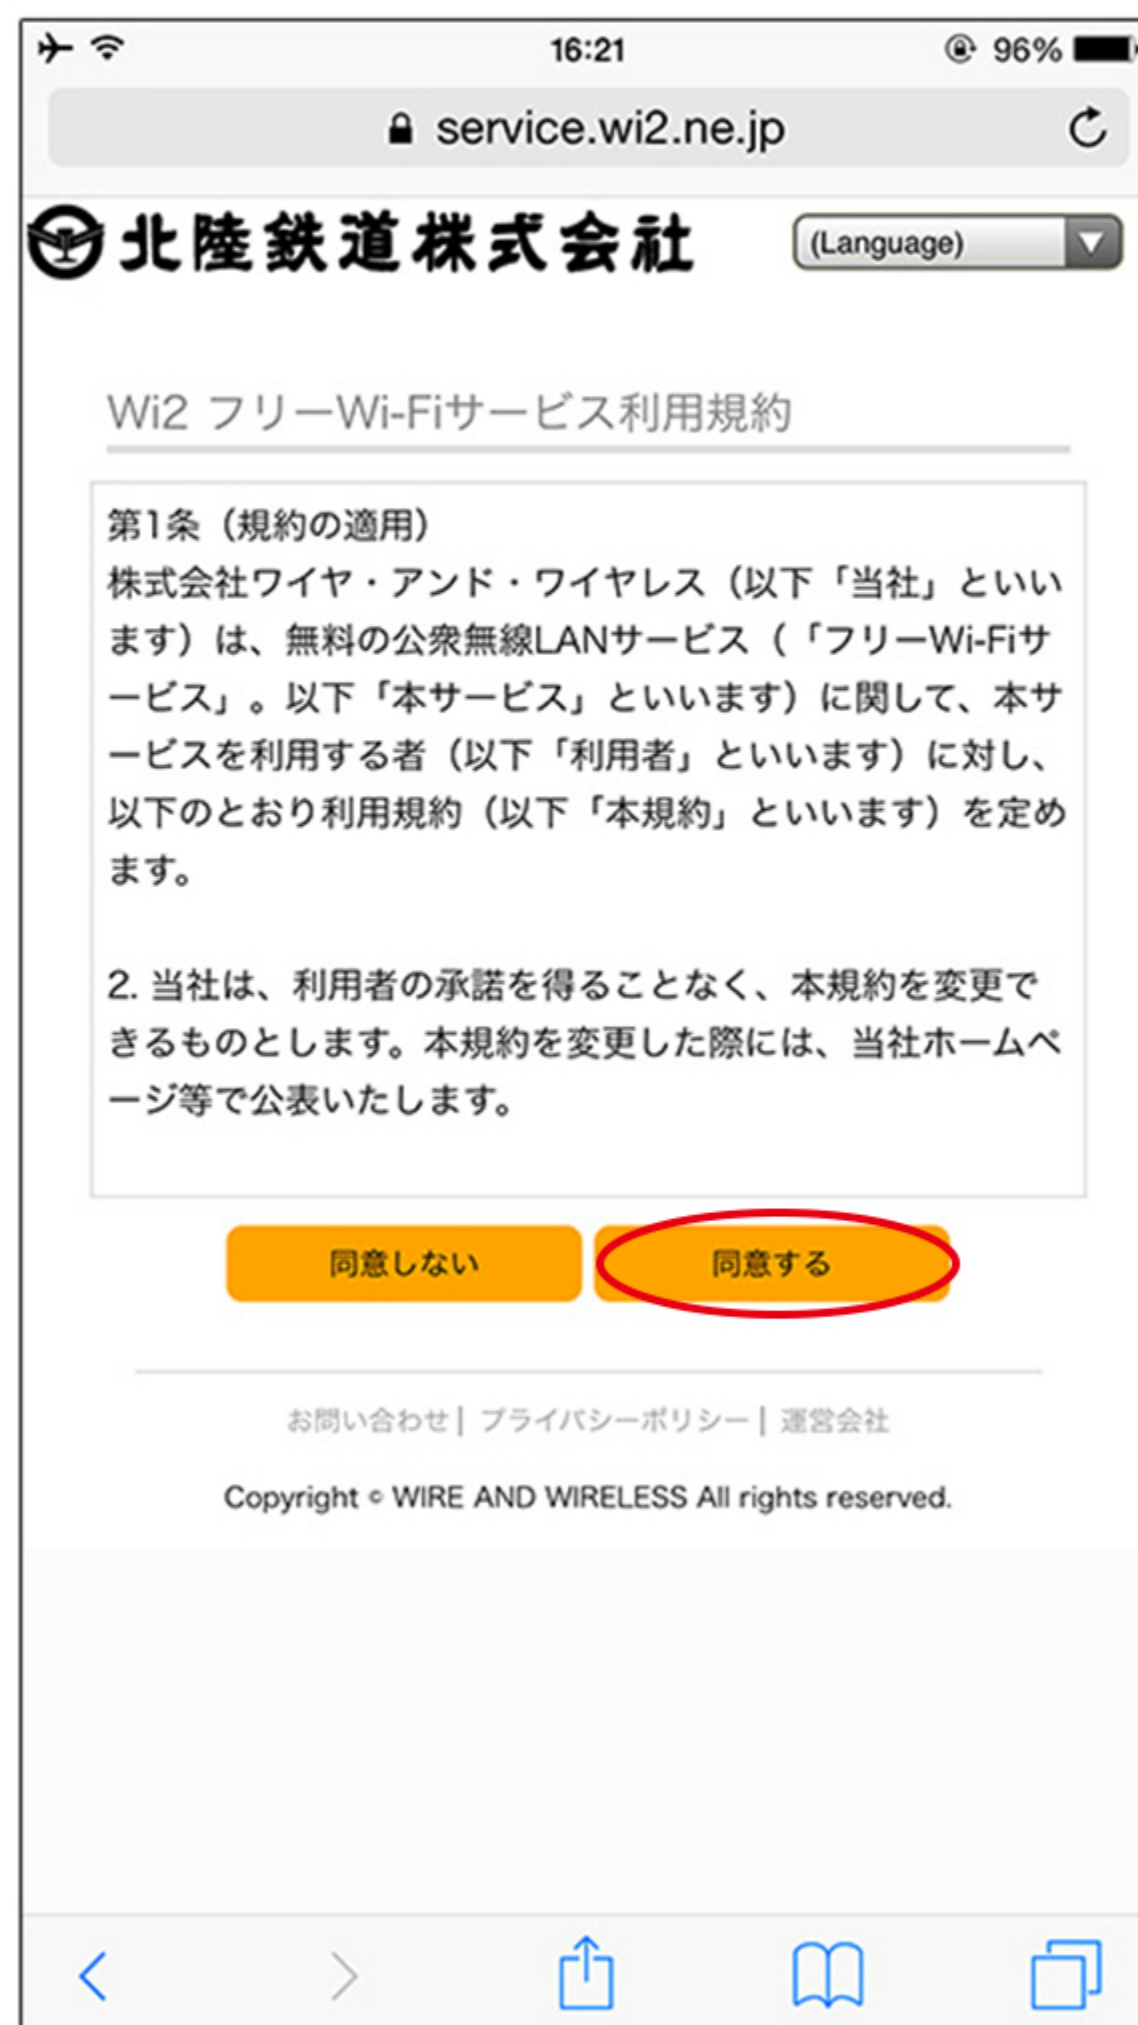 16:21
96%
service.wi2.ne.jp
北陸鉄道株式会社
(Language)
Wi2 フリーWi-Fiサービス利用規約
第1条（規約の適用）
株式会社ワイヤ・アンド・ワイヤレス（以下「当社」といい
ます）は、無料の公衆無線LANサービス（「フリーWi-Fiサ
ービス」。以下「本サービス」といいます）に関して、本サ
ービスを利用する者（以下「利用者」といいます）に対し、
以下のとおり利用規約（以下「本規約」といいます）を定め
ます。
2. 当社は、利用者の承諾を得ることなく、本規約を変更で
きるものとします。本規約を変更した際には、当社ホームペ
ージ等で公表いたします。
同意しない
同意する
お問い合わせ| プライバシーポリシー| 運営会社
Copyright © WIRE AND WIRELESS All rights reserved.